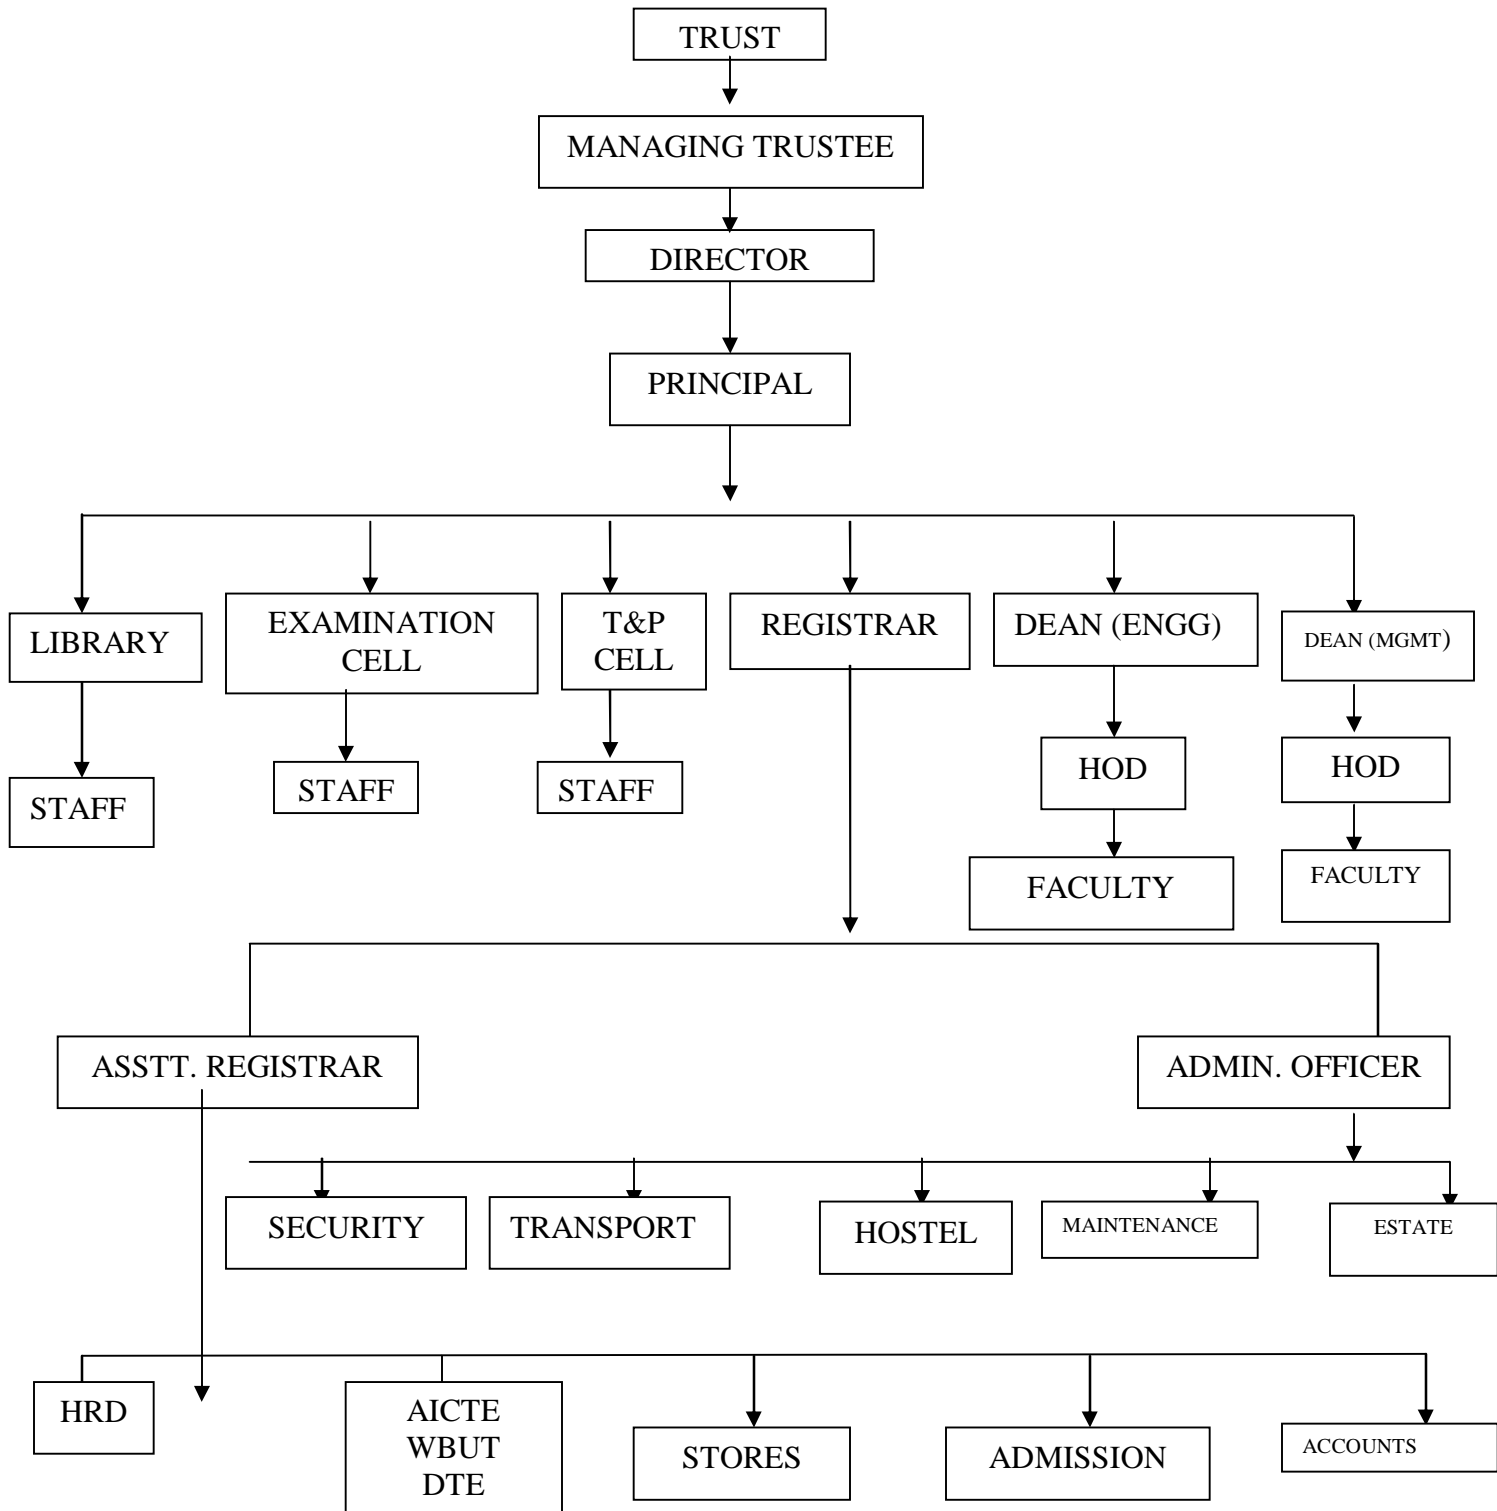 TRUST
MANAGING TRUSTEE
DIRECTOR
PRINCIPAL
LIBRARY
EXAMINATION
CELL
T&P
CELL
REGISTRAR
DEAN (ENGG)
DEAN (MGMT)
STAFF
STAFF
STAFF
HOD
HOD
FACULTY
FACULTY
ASSTT. REGISTRAR
ADMIN. OFFICER
SECURITY
TRANSPORT
HOSTEL
MAINTENANCE
ESTATE
HRD
AICTE
WBUT
DTE
STORES
ADMISSION
ACCOUNTS